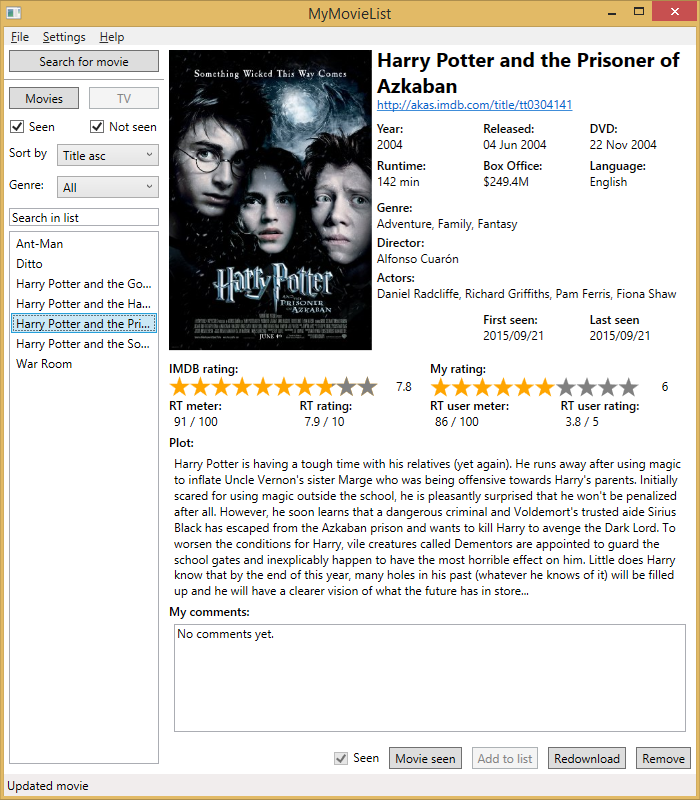 MyMovieList
File Settings Help
Search for movie
Movies TV
Seen Not seen
Sort by Title asc
Genre: All
Search in list
Ant-Man
Ditto
Harry Potter and the Go...
Harry Potter and the Ha...
Harry Potter and the Pri...
Harry Potter and the So...
War Room
Something Wicked This Way Comes
Harry Potter
AND THE
PRISONER OF
AZKABAN
JUNE 4TH
Harry Potter and the Prisoner of
Azkaban
http://akas.imdb.com/title/tt0304141
Year: Released: DVD:
2004 04 Jun 2004 22 Nov 2004
Runtime: Box Office: Language:
142 min $249.4M English
Genre:
Adventure, Family, Fantasy
Director:
Alfonso Cuarón
Actors:
Daniel Radcliffe, Richard Griffiths, Pam Ferris, Fiona Shaw
First seen: Last seen
2015/09/21 2015/09/21
IMDB rating: My rating:
7.8 6
RT meter: RT rating: RT user meter: RT user rating:
91 / 100 7.9 / 10 86 / 100 3.8 / 5
Plot:
Harry Potter is having a tough time with his relatives (yet again). He runs away after using magic
to inflate Uncle Vernon's sister Marge who was being offensive towards Harry's parents. Initially
scared for using magic outside the school, he is pleasantly surprised that he won't be penalized
after all. However, he soon learns that a dangerous criminal and Voldemort's trusted aide Sirius
Black has escaped from the Azkaban prison and wants to kill Harry to avenge the Dark Lord. To
worsen the conditions for Harry, vile creatures called Dementors are appointed to guard the
school gates and inexplicably happen to have the most horrible effect on him. Little does Harry
know that by the end of this year, many holes in his past (whatever he knows of it) will be filled
up and he will have a clearer vision of what the future has in store...
My comments:
No comments yet.
Seen Movie seen Add to list Redownload Remove
Updated movie